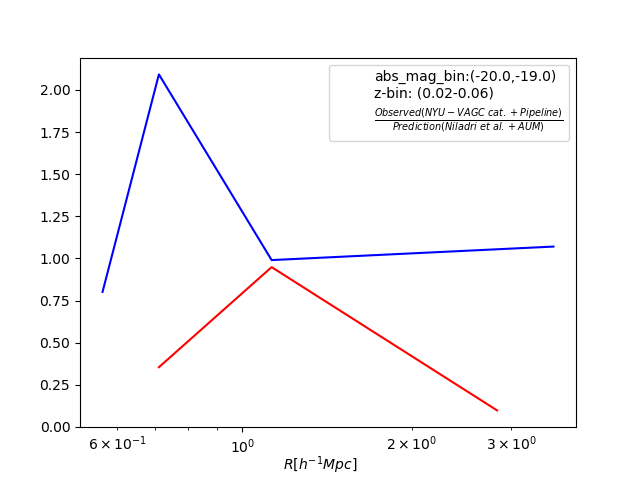 abs_mag_bin:(-20.0,-19.0)
z-bin: (0.02-0.06)
Observed(NYU−VAGC cat. +Pipeline)
Prediction(Niladri et al. +AUM)
2.00
1.75
1.50
1.25
1.00
0.75
0.50
0.25
0.00
6×10⁻¹ 10⁰ 2×10⁰ 3×10⁰
R[h⁻¹Mpc]